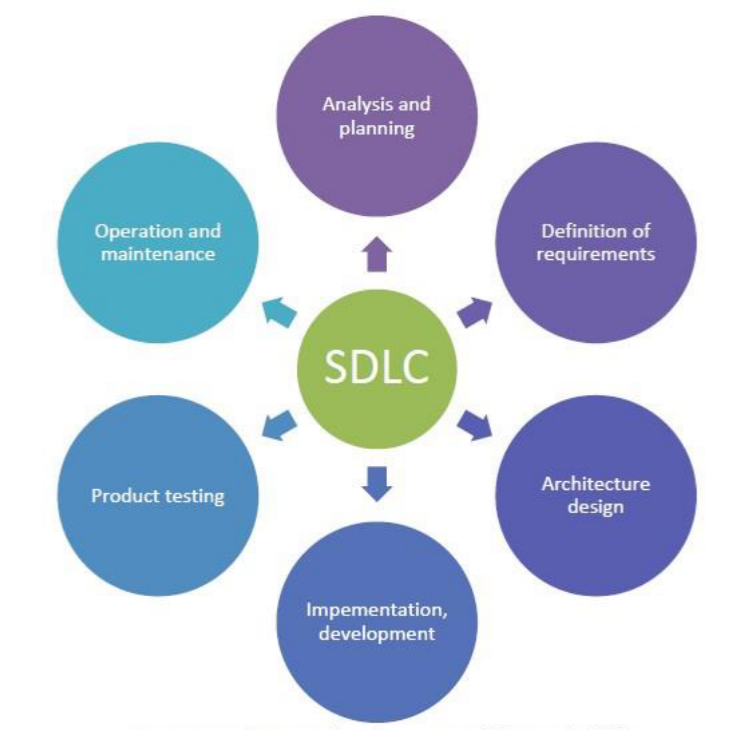 Analysis and
planning
Definition of
requirements
Architecture
design
Impementation,
development
Product testing
Operation and
maintenance
SDLC